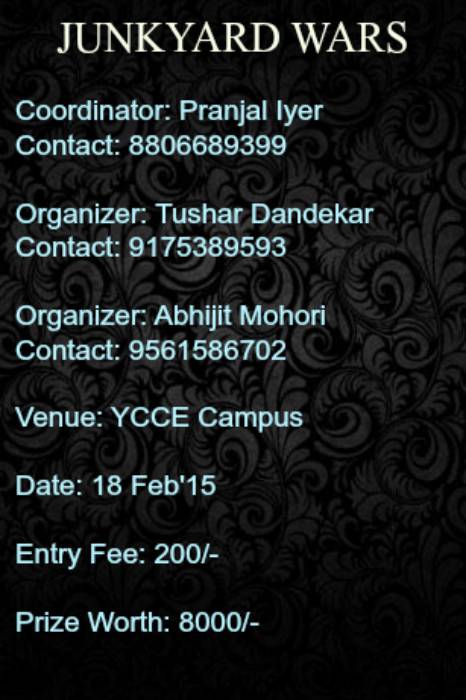 JUNKYARD WARS
Coordinator: Pranjal Iyer
Contact: 8806689399
Organizer: Tushar Dandekar
Contact: 9175389593
Organizer: Abhijit Mohori
Contact: 9561586702
Venue: YCCE Campus
Date: 18 Feb'15
Entry Fee: 200/-
Prize Worth: 8000/-